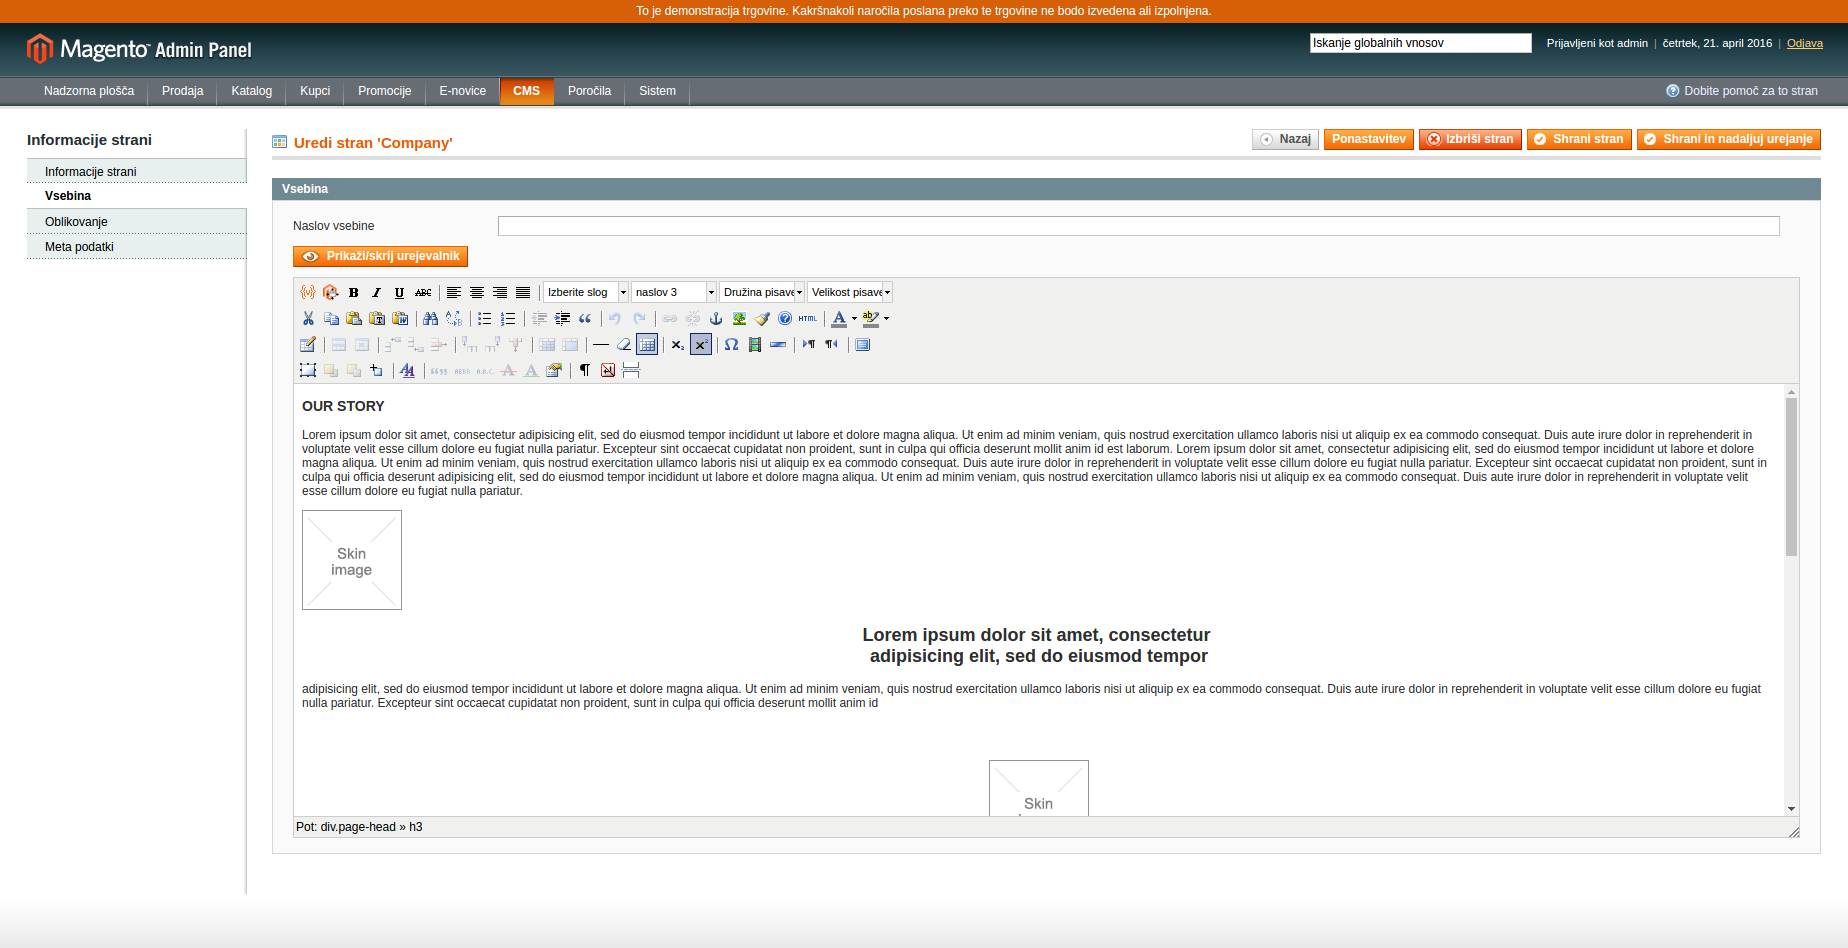 To je demonstracija trgovine. Kakršnakoli naročila poslana preko te trgovine ne bodo izvedena ali izpolnjena.
Magento Admin Panel
Iskanje globalnih vnosov
Prijavljeni kot admin | četrtek, 21. april 2016 | Odjava
Nadzorna plošča Prodaja Katalog Kupci Promocije E-novice CMS Poročila Sistem
Dobite pomoč za to stran
Informacije strani
Informacije strani
Vsebina
Oblikovanje
Meta podatki
Uredi stran 'Company'
Nazaj Ponastavitev Izbriši stran Shrani stran Shrani in nadaljuj urejanje
Vsebina
Naslov vsebine
Prikaži/skrij urejevalnik
B I U ABC Izberite slog naslov 3 Družina pisave Velikost pisave
HTML
OUR STORY
Lorem ipsum dolor sit amet, consectetur adipisicing elit, sed do eiusmod tempor incididunt ut labore et dolore magna aliqua. Ut enim ad minim veniam, quis nostrud exercitation ullamco laboris nisi ut aliquip ex ea commodo consequat. Duis aute irure dolor in reprehenderit in
voluptate velit esse cillum dolore eu fugiat nulla pariatur. Excepteur sint occaecat cupidatat non proident, sunt in culpa qui officia deserunt mollit anim id est laborum. Lorem ipsum dolor sit amet, consectetur adipisicing elit, sed do eiusmod tempor incididunt ut labore et dolore
magna aliqua. Ut enim ad minim veniam, quis nostrud exercitation ullamco laboris nisi ut aliquip ex ea commodo consequat. Duis aute irure dolor in reprehenderit in voluptate velit esse cillum dolore eu fugiat nulla pariatur. Excepteur sint occaecat cupidatat non proident, sunt in
culpa qui officia deserunt adipisicing elit, sed do eiusmod tempor incididunt ut labore et dolore magna aliqua. Ut enim ad minim veniam, quis nostrud exercitation ullamco laboris nisi ut aliquip ex ea commodo consequat. Duis aute irure dolor in reprehenderit in voluptate velit
esse cillum dolore eu fugiat nulla pariatur.
Skin
image
Lorem ipsum dolor sit amet, consectetur
adipisicing elit, sed do eiusmod tempor
adipisicing elit, sed do eiusmod tempor incididunt ut labore et dolore magna aliqua. Ut enim ad minim veniam, quis nostrud exercitation ullamco laboris nisi ut aliquip ex ea commodo consequat. Duis aute irure dolor in reprehenderit in voluptate velit esse cillum dolore eu fugiat
nulla pariatur. Excepteur sint occaecat cupidatat non proident, sunt in culpa qui officia deserunt mollit anim id
Skin
Pot: div.page-head » h3